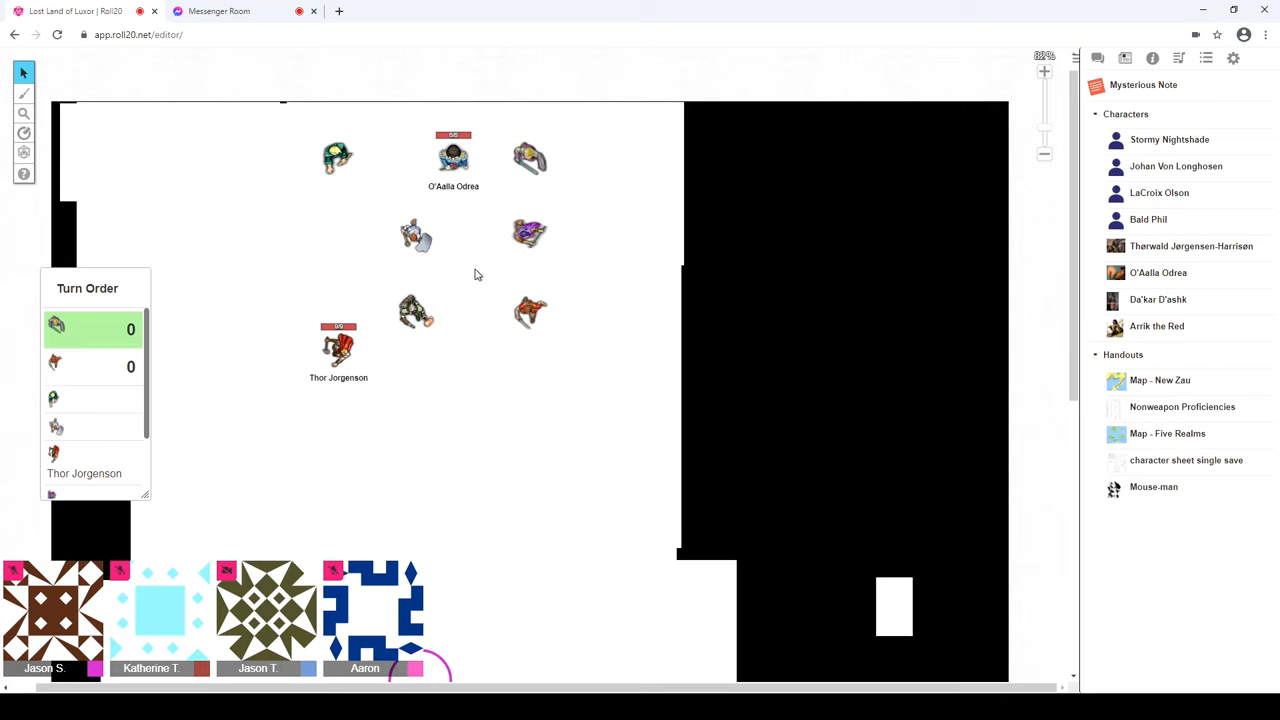 Lost Land of Luxor | Roll20
Messenger Room
app.roll20.net/editor/
82%
Mysterious Note
Characters
Stormy Nightshade
Johan Von Longhosen
LaCroix Olson
Bald Phil
Thørwald Jørgensen-Harrisøn
O'Aalla Odrea
Da'kar D'ashk
Arrik the Red
Handouts
Map - New Zau
Nonweapon Proficiencies
Map - Five Realms
character sheet single save
Mouse-man
O'Aalla Odrea
Thor Jorgenson
Turn Order
0
0
Thor Jorgenson
Jason S.
Katherine T.
Jason T.
Aaron